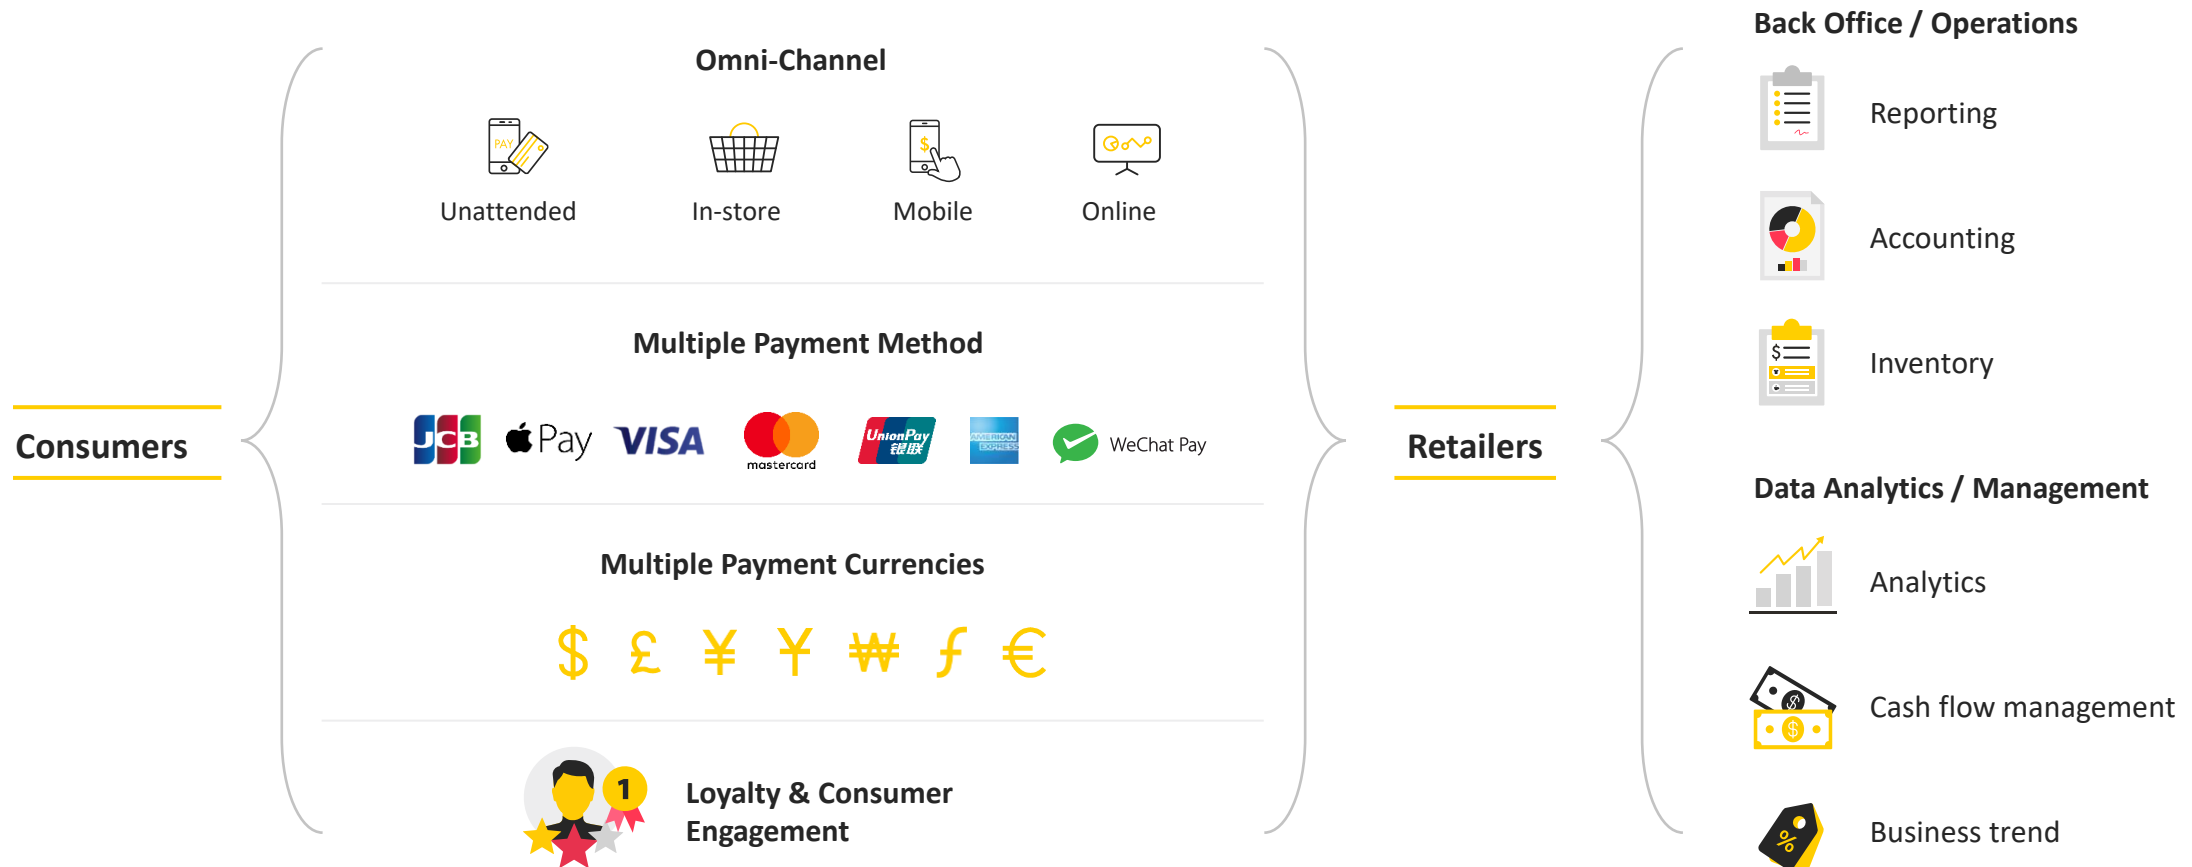 Omni-Channel
PAY
$
Unattended
In-store
Mobile
Online
Multiple Payment Method
JCB
Pay
VISA
mastercard
UnionPay
银联
AMERICAN
EXPRESS
WeChat Pay
Consumers
Multiple Payment Currencies
$ £ ¥ Y ₩ ƒ €
1
Loyalty & Consumer
Engagement
Retailers
Back Office / Operations
Reporting
Accounting
$
Inventory
Data Analytics / Management
Analytics
$
$
Cash flow management
%
Business trend